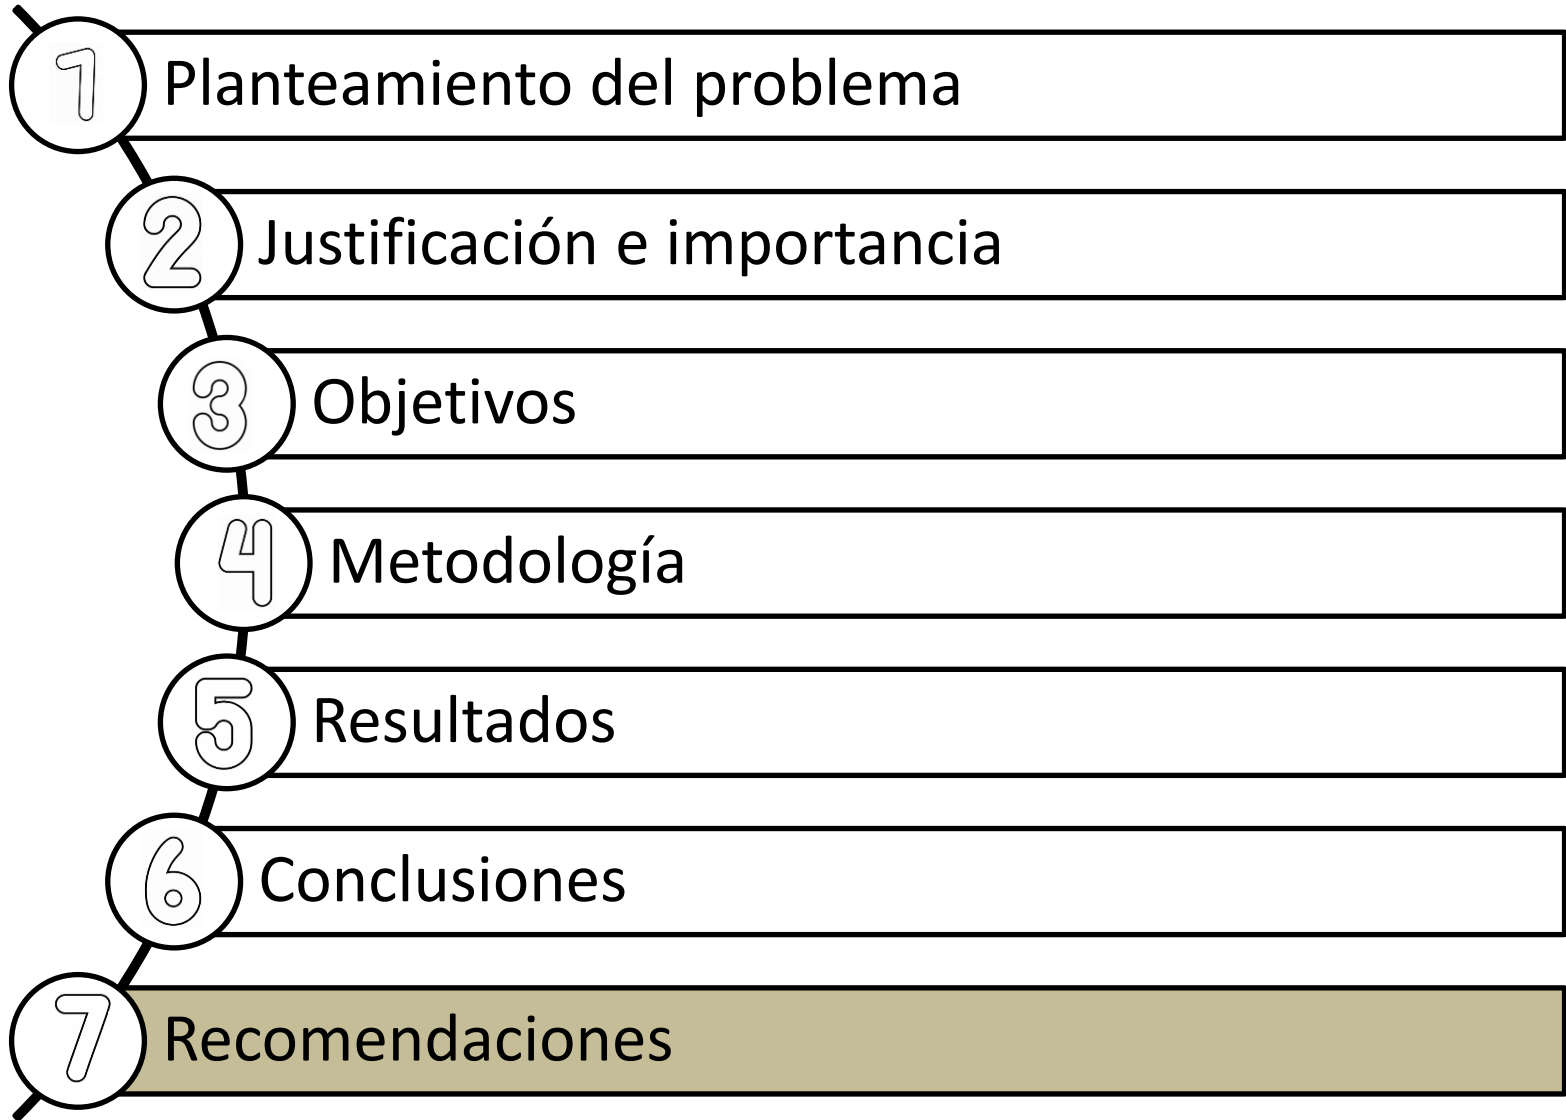 1 Planteamiento del problema
2 Justificación e importancia
3 Objetivos
4 Metodología
5 Resultados
6 Conclusiones
7 Recomendaciones